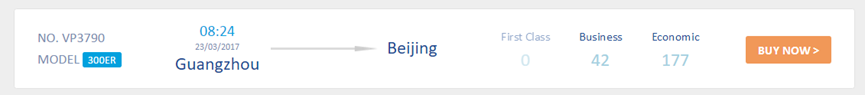 NO. VP3790
MODEL 300ER
08:24
23/03/2017
Guangzhou
Beijing
First Class
0
Business
42
Economic
177
BUY NOW >